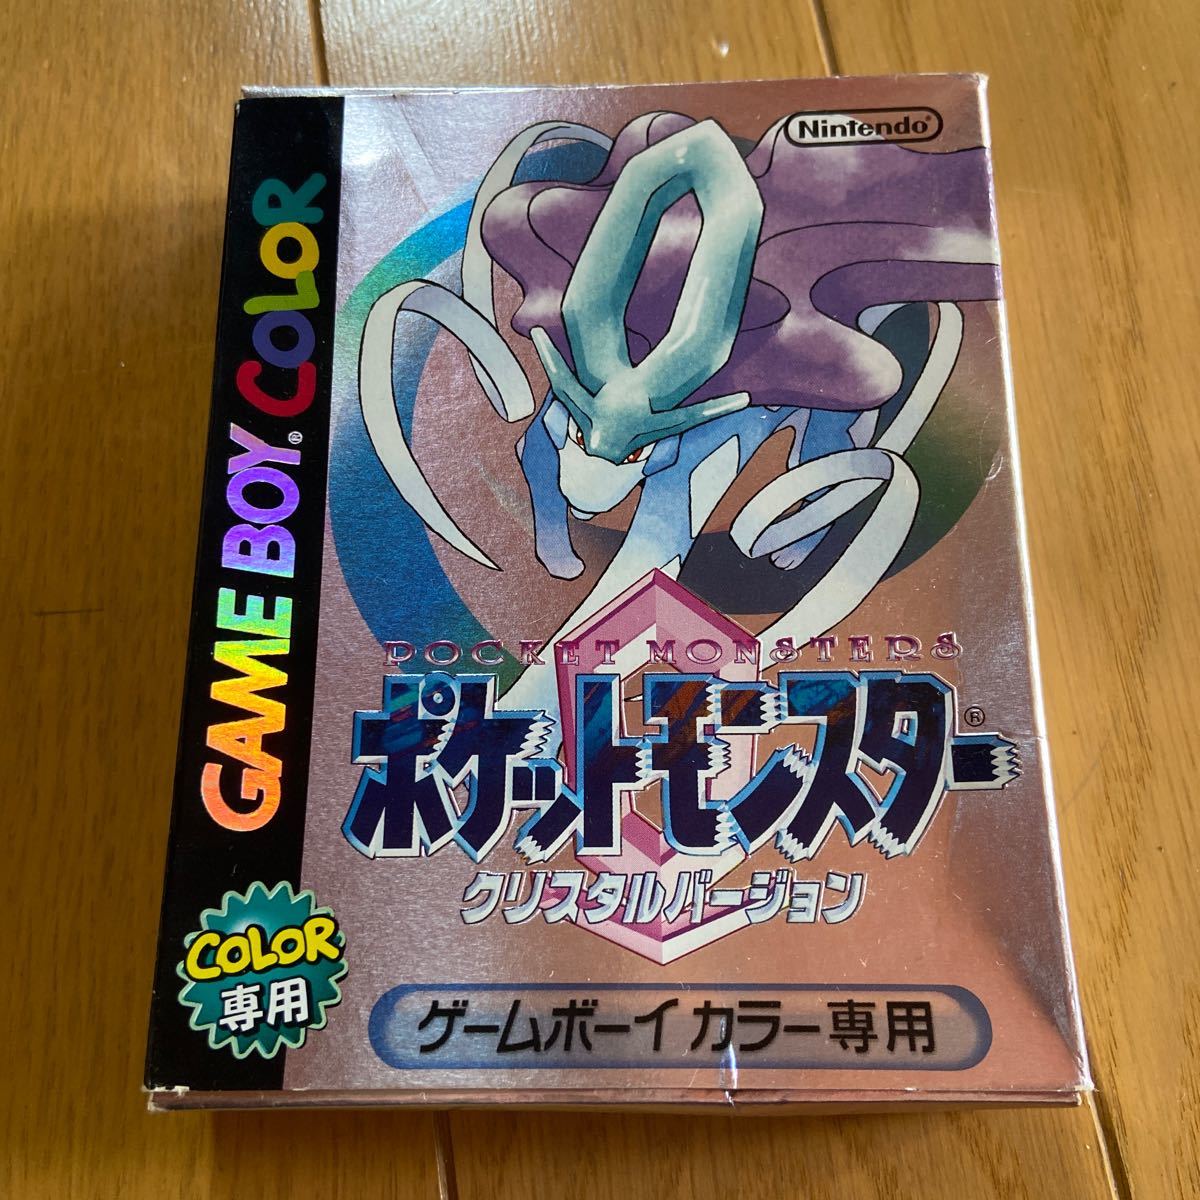 Nintendo®
GAME BOY® COLOR
POCKET MONSTERS
ポケットモンスター®
クリスタルバージョン
COLOR
専用
ゲームボーイカラー専用